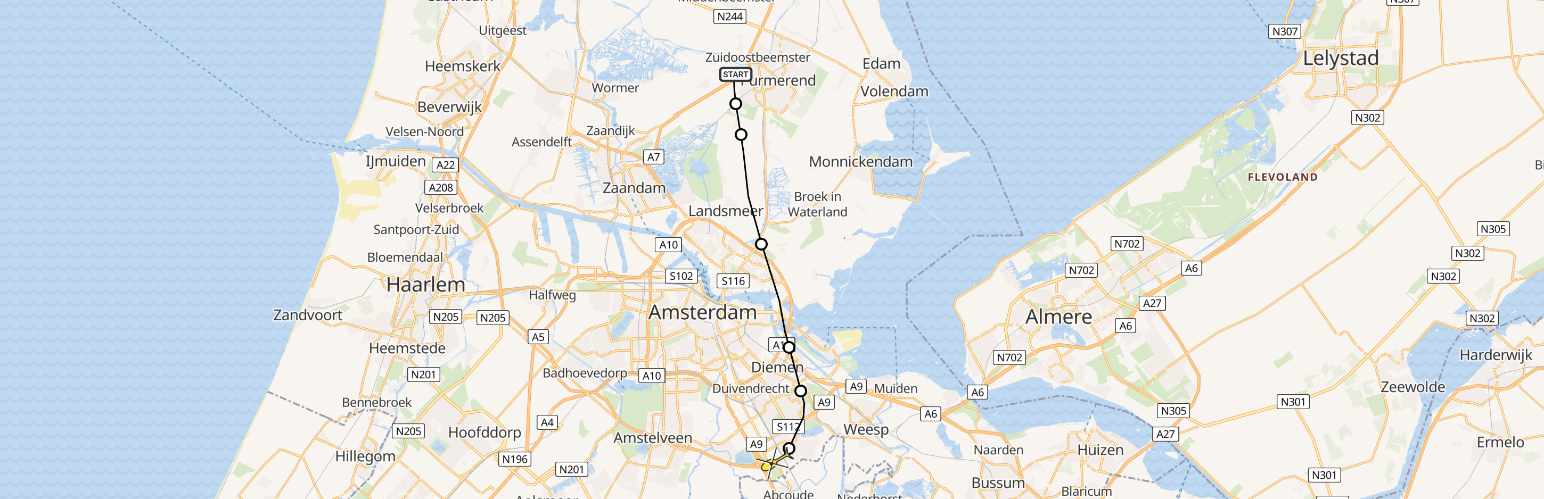 N307
N244
Uitgeest
N307
Zuidoostbeemster
Edam
Lelystad
Heemskerk
START
Purmerend
Wormer
Volendam
Beverwijk
N302
Velsen-Noord
Zaandijk
Assendelft
A7
Monnickendam
IJmuiden
A22
FLEVOLAND
A208
Zaandam
Broek in
Waterland
Velserbroek
Landsmeer
Santpoort-Zuid
N305
A10
N702
N302
Bloemendaal
N702
A6
S102
S116
N302
Haarlem
Halfweg
A27
Zandvoort
N205
N205
Amsterdam
Almere
A6
N302
A5
Heemstede
N702
Harderwijk
Diemen
N201
Badhoevedorp
A10
Duivendrecht
A9
Muiden
A6
Zeewolde
Bennebroek
A9
N301
N305
A6
A4
S112
Weesp
N205
Hoofddorp
Amstelveen
A27
A9
Naarden
Huizen
Ermelo
Hillegom
N196
N201
N301
Bussum
Blaricum
Abcoude